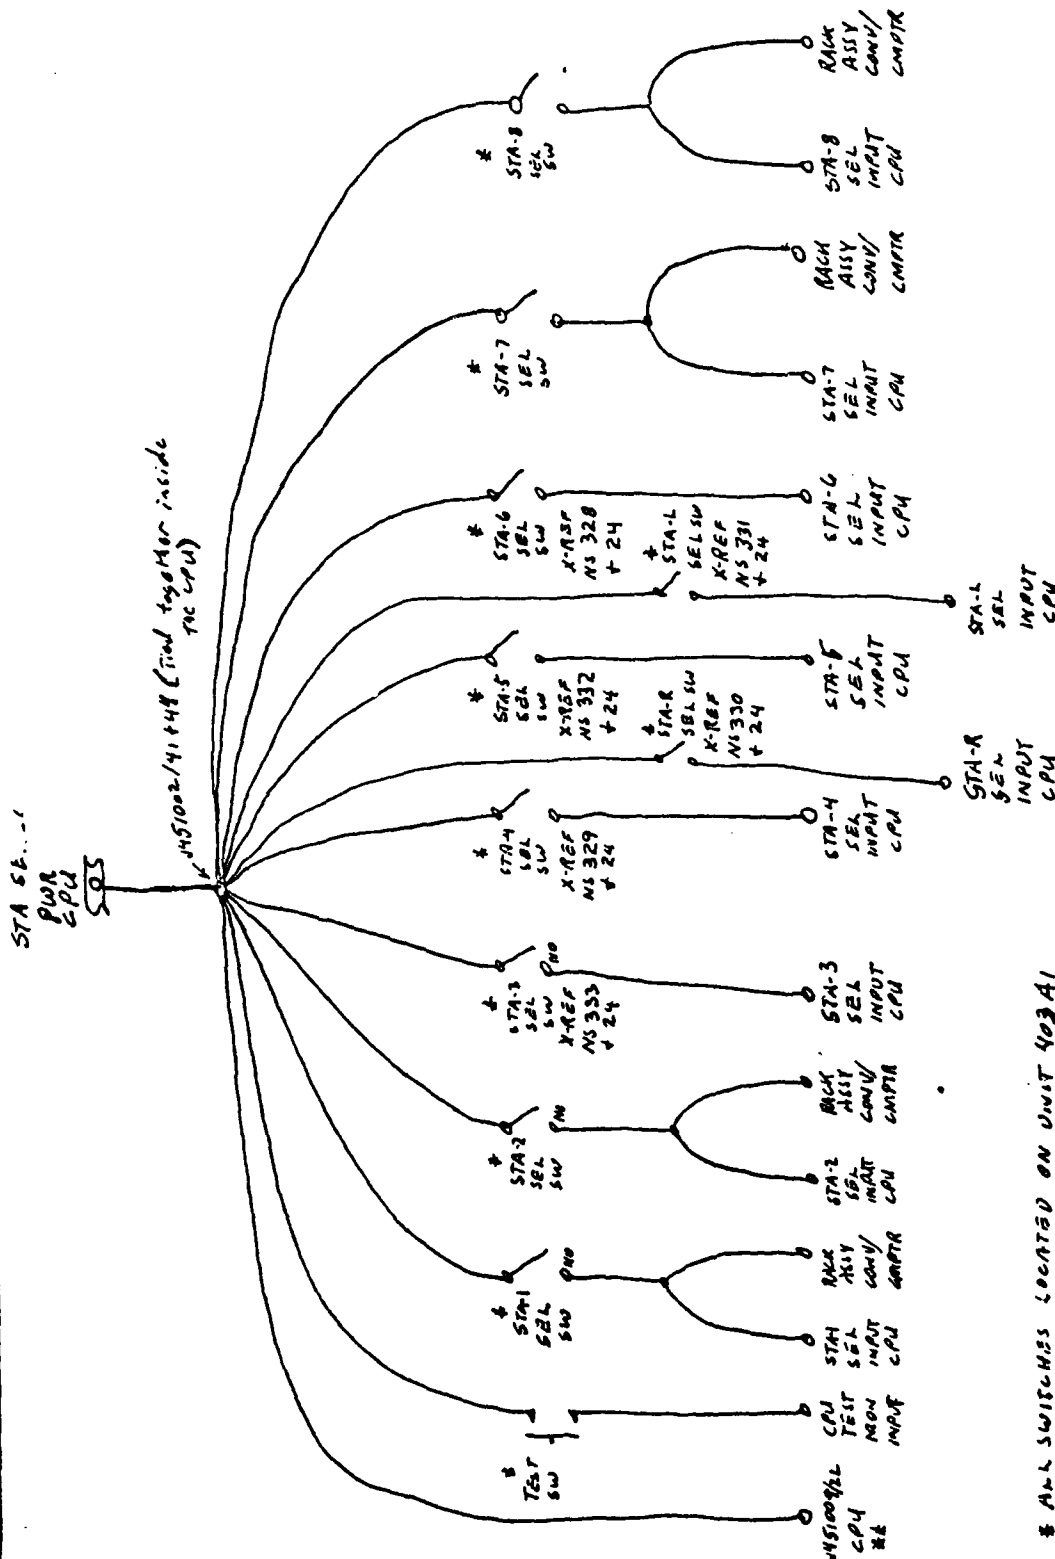 PWR
CPU
(Tied together inside
THE CPU)
*
STA-8
SEL
SW
*
STA-7
SEL
SW
*
STA-6
SEL
SW
X-REF
NS 328
+ 24
*
STA-L
SEL SW
X-REF
NS 331
+ 24
*
STA-5
SEL
SW
X-REF
NS 332
+ 24
*
STA-R
SEL SW
X-REF
NS 330
+ 24
*
STA-4
SEL
SW
X-REF
NS 329
+ 24
*
STA-3
SEL
SW
X-REF
NS 333
+ 24
NO
*
STA-2
SEL
SW
NO
*
STA-1
SEL
SW
NO
*
TEST
SW
RACK
ASSY
CONV/
CMPTR
STA-8
SEL
INPUT
CPU
RACK
ASSY
CONV/
CMPTR
STA-7
SEL
INPUT
CPU
STA-6
SEL
INPUT
CPU
STA-L
SEL
INPUT
CPU
STA-5
SEL
INPUT
CPU
STA-R
SEL
INPUT
CPU
STA-4
SEL
INPUT
CPU
STA-3
SEL
INPUT
CPU
RACK
ASSY
CONV/
CMPTR
STA-2
SEL
INPUT
CPU
RACK
ASSY
CONV/
CMPTR
STA-1
SEL
INPUT
CPU
CPU
TEST
MON
INPUT
CPU
**
* ALL SWITCHES LOCATED ON UNIT 403A1